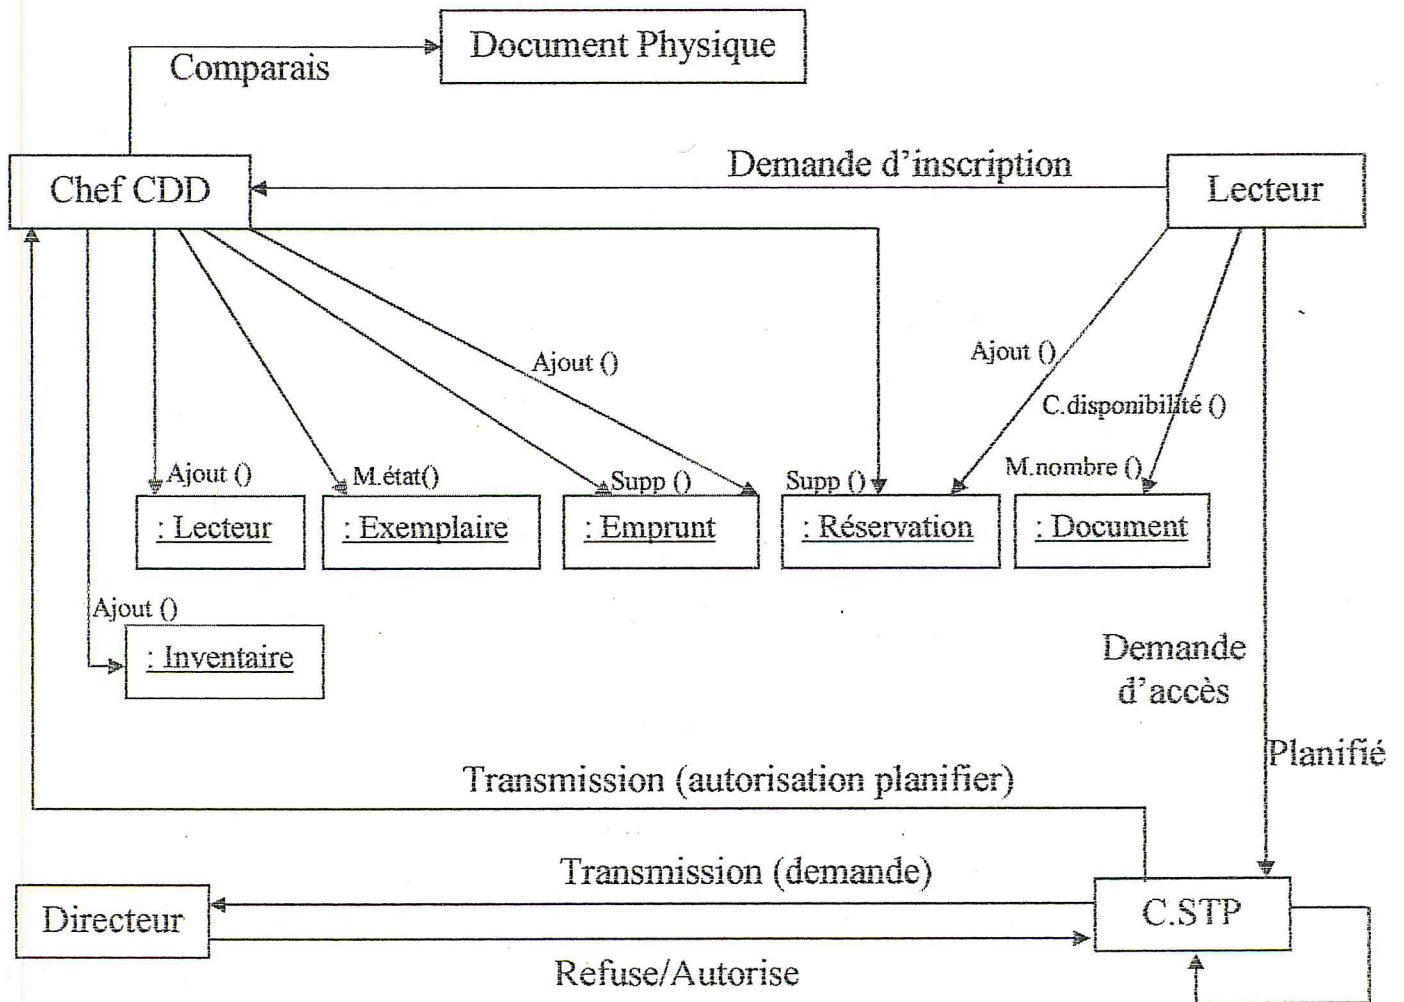 Document Physique
Comparais
Demande d'inscription
Chef CDD
Lecteur
Ajout ()
Ajout ()
C.disponibilité ()
Ajout ()
M.état()
Supp ()
Supp ()
M.nombre ()
: Lecteur
: Exemplaire
: Emprunt
: Réservation
: Document
Ajout ()
: Inventaire
Demande
d'accès
Planifié
Transmission (autorisation planifier)
Transmission (demande)
Directeur
C.STP
Refuse/Autorise